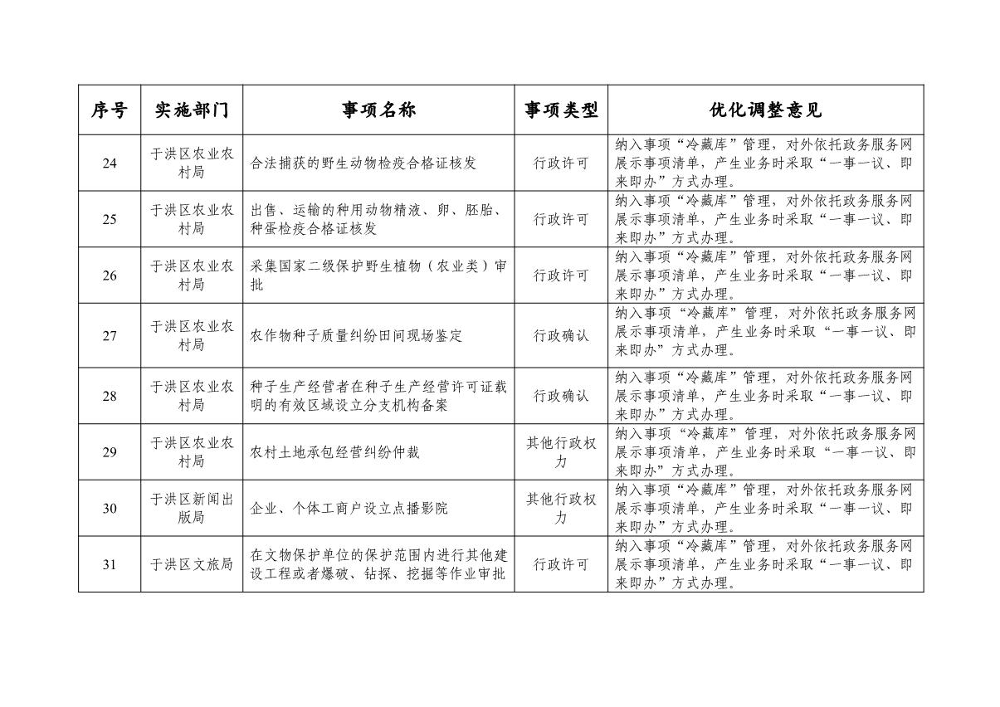 序号 实施部门 事项名称 事项类型 优化调整意见
24 于洪区农业农
村局 合法捕获的野生动物检疫合格证核发 行政许可 纳入事项“冷藏库”管理，对外依托政务服务网
展示事项清单，产生业务时采取“一事一议、即
来即办”方式办理。
25 于洪区农业农
村局 出售、运输的种用动物精液、卵、胚胎、
种蛋检疫合格证核发 行政许可 纳入事项“冷藏库”管理，对外依托政务服务网
展示事项清单，产生业务时采取“一事一议、即
来即办”方式办理。
26 于洪区农业农
村局 采集国家二级保护野生植物（农业类）审
批 行政许可 纳入事项“冷藏库”管理，对外依托政务服务网
展示事项清单，产生业务时采取“一事一议、即
来即办”方式办理。
27 于洪区农业农
村局 农作物种子质量纠纷田间现场鉴定 行政确认 纳入事项“冷藏库”管理，对外依托政务服务网
展示事项清单，产生业务时采取“一事一议、即
来即办”方式办理。
28 于洪区农业农
村局 种子生产经营者在种子生产经营许可证载
明的有效区域设立分支机构备案 行政确认 纳入事项“冷藏库”管理，对外依托政务服务网
展示事项清单，产生业务时采取“一事一议、即
来即办”方式办理。
29 于洪区农业农
村局 农村土地承包经营纠纷仲裁 其他行政权
力 纳入事项“冷藏库”管理，对外依托政务服务网
展示事项清单，产生业务时采取“一事一议、即
来即办”方式办理。
30 于洪区新闻出
版局 企业、个体工商户设立点播影院 其他行政权
力 纳入事项“冷藏库”管理，对外依托政务服务网
展示事项清单，产生业务时采取“一事一议、即
来即办”方式办理。
31 于洪区文旅局 在文物保护单位的保护范围内进行其他建
设工程或者爆破、钻探、挖掘等作业审批 行政许可 纳入事项“冷藏库”管理，对外依托政务服务网
展示事项清单，产生业务时采取“一事一议、即
来即办”方式办理。